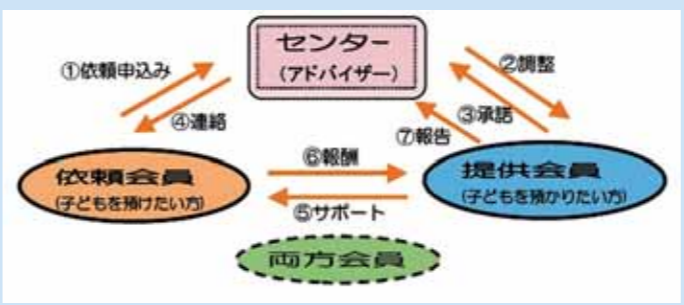 センター
(アドバイザー)
①依頼申込み
②調整
③承諾
④連絡
⑦報告
⑥報酬
依頼会員
(子どもを預けたい方)
提供会員
(子どもを預かりたい方)
⑤サポート
両方会員